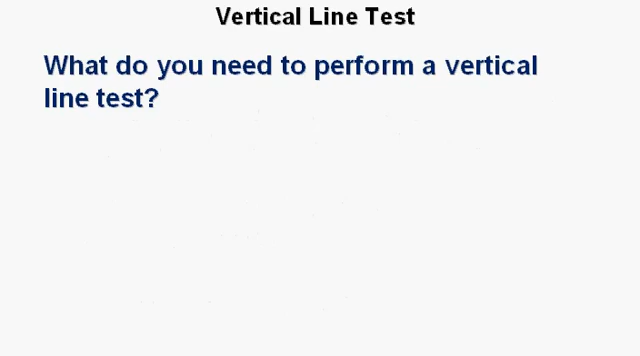 Vertical Line Test
What do you need to perform a vertical
line test?